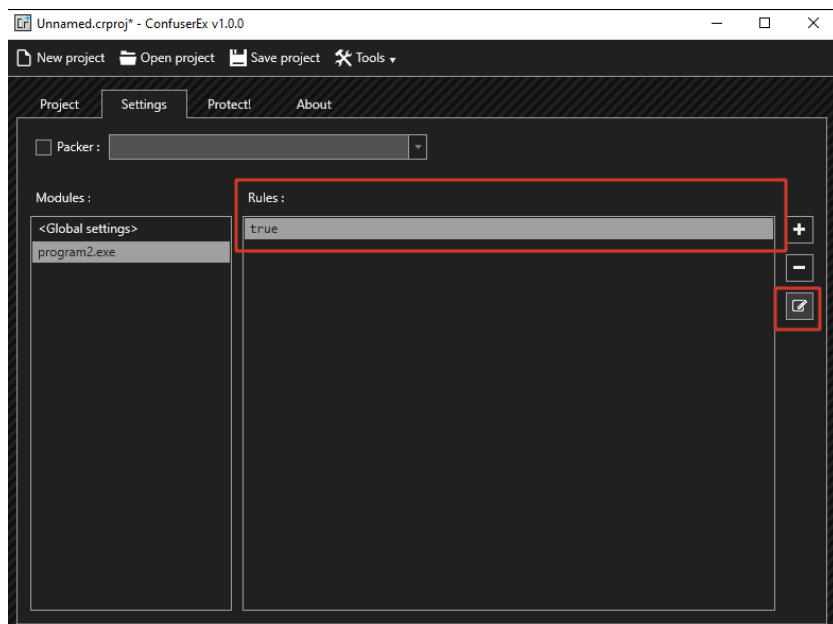 Unnamed.crproj* - ConfuserEx v1.0.0
New project Open project Save project Tools
Project Settings Protect! About
Packer :
Modules : Rules :
<Global settings> true
program2.exe